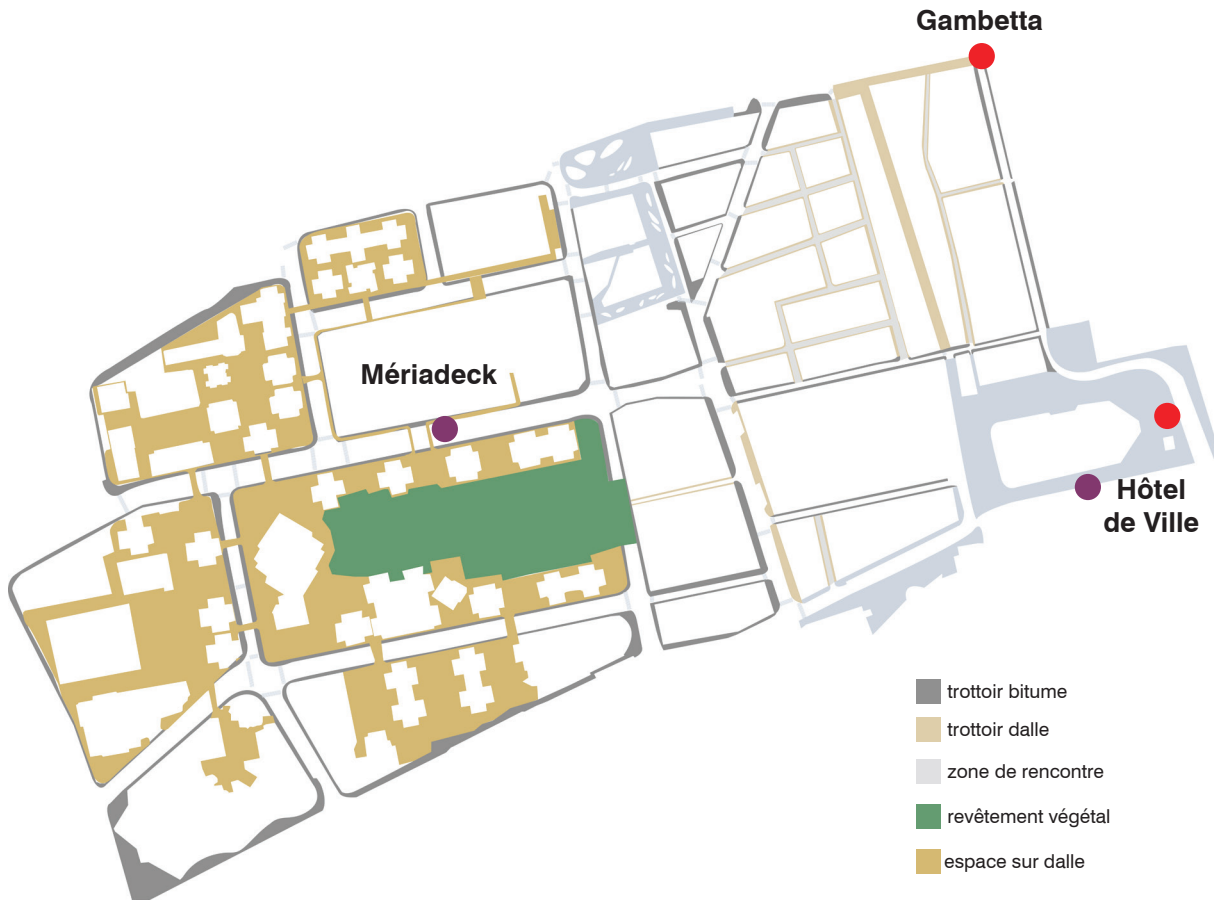 Gambetta
Mériadeck
Hôtel
de Ville
trottoir bitume
trottoir dalle
zone de rencontre
revêtement végétal
espace sur dalle